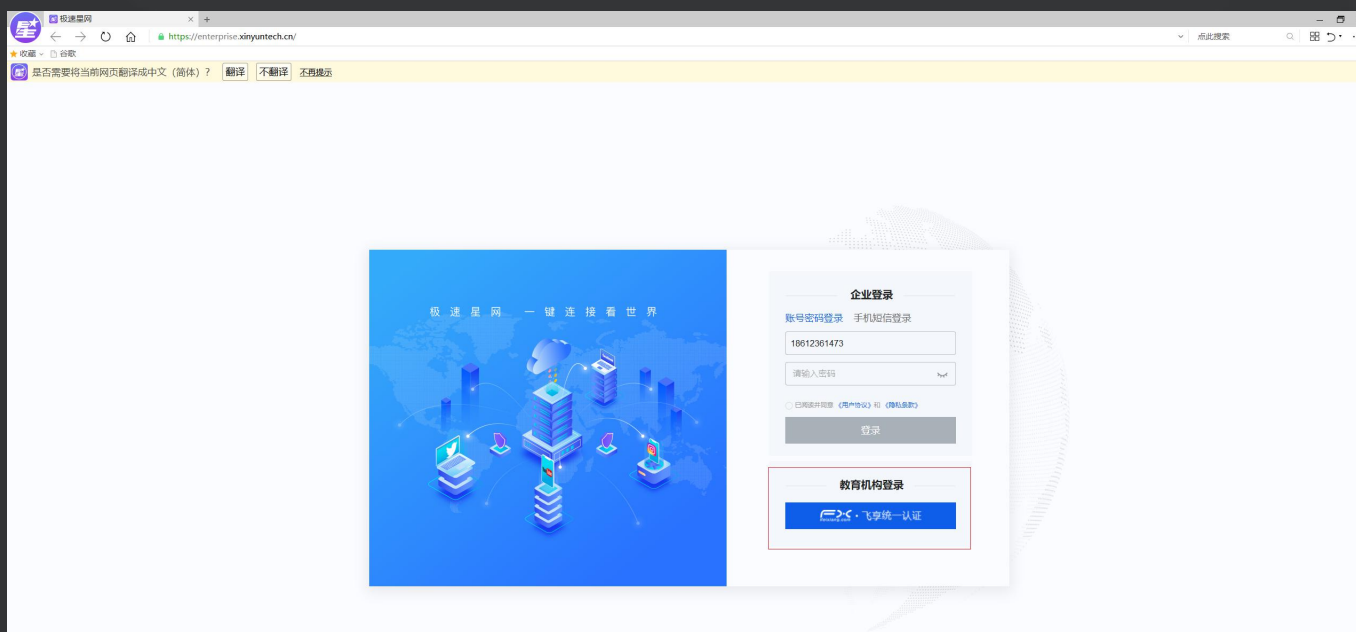 极速星网
https://enterprise.xinyuntech.cn/
点此搜索
收藏
谷歌
是否需要将当前网页翻译成中文（简体）？ 翻译 不翻译 不再提示
极速星网 一键连接看世界
企业登录
账号密码登录 手机短信登录
18612361473
请输入密码
已阅读并同意 《用户协议》和 《隐私条款》
登录
教育机构登录
飞享统一认证